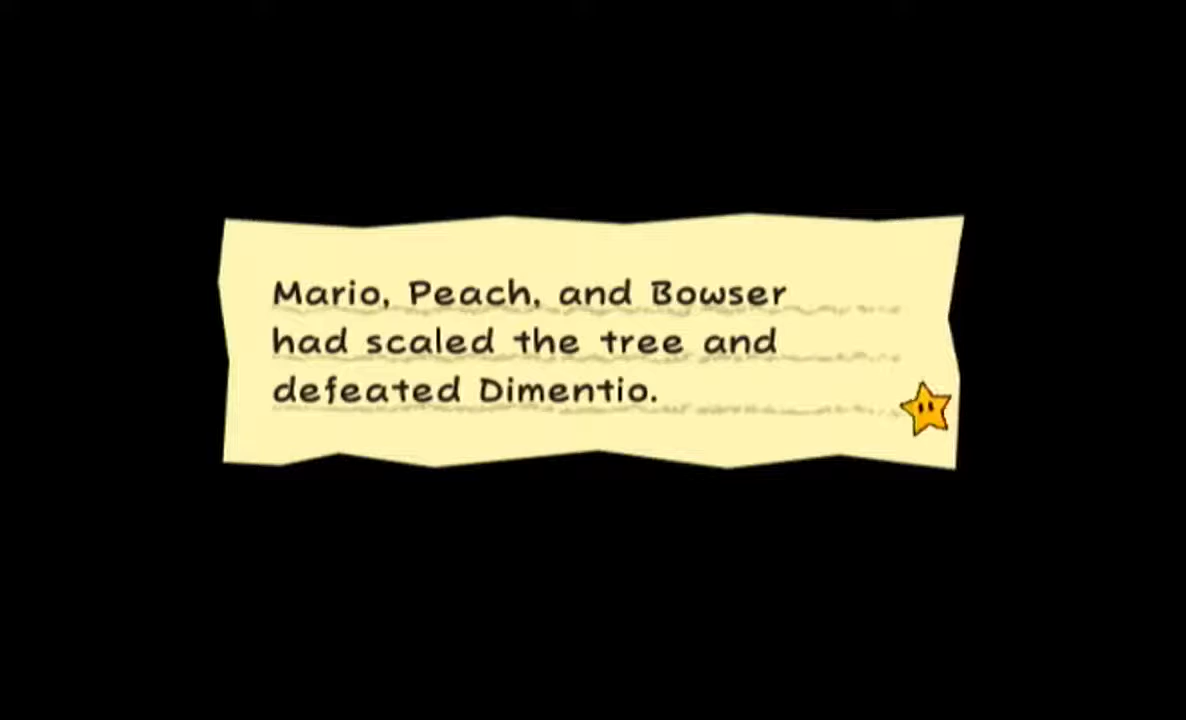 Mario, Peach, and Bowser
had scaled the tree and
defeated Dimentio.